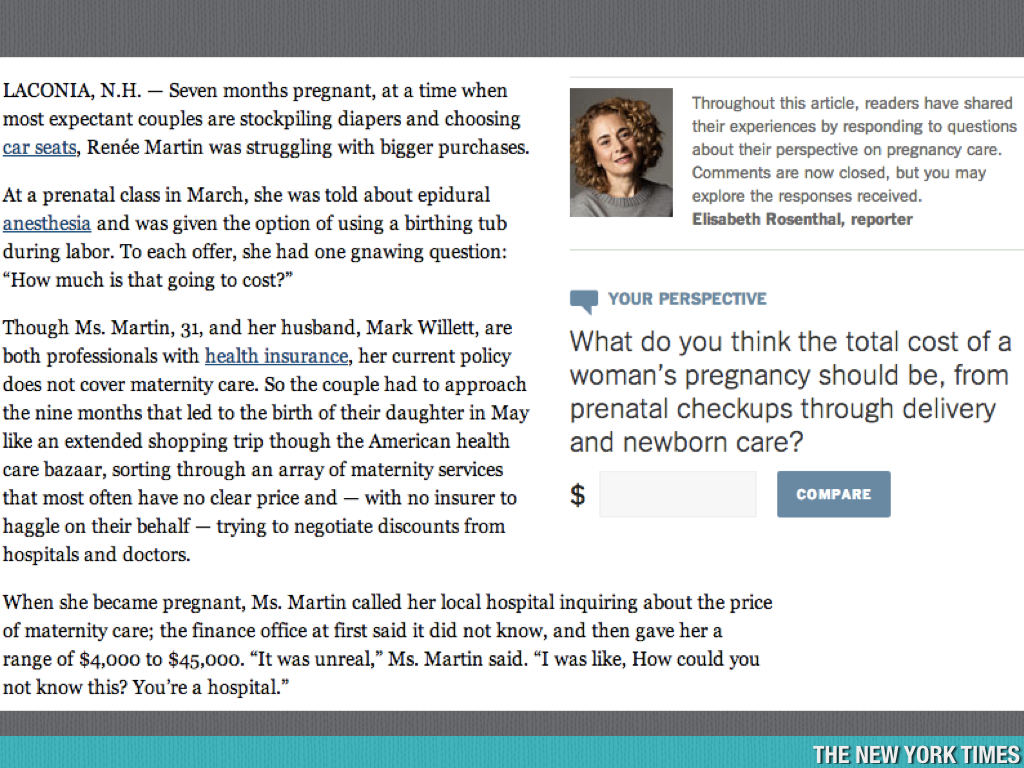 LACONIA, N.H. — Seven months pregnant, at a time when
most expectant couples are stockpiling diapers and choosing
car seats, Renée Martin was struggling with bigger purchases.
At a prenatal class in March, she was told about epidural
anesthesia and was given the option of using a birthing tub
during labor. To each offer, she had one gnawing question:
“How much is that going to cost?”
Though Ms. Martin, 31, and her husband, Mark Willett, are
both professionals with health insurance, her current policy
does not cover maternity care. So the couple had to approach
the nine months that led to the birth of their daughter in May
like an extended shopping trip though the American health
care bazaar, sorting through an array of maternity services
that most often have no clear price and — with no insurer to
haggle on their behalf — trying to negotiate discounts from
hospitals and doctors.
When she became pregnant, Ms. Martin called her local hospital inquiring about the price
of maternity care; the finance office at first said it did not know, and then gave her a
range of $4,000 to $45,000. “It was unreal,” Ms. Martin said. “I was like, How could you
not know this? You’re a hospital.”
Throughout this article, readers have shared
their experiences by responding to questions
about their perspective on pregnancy care.
Comments are now closed, but you may
explore the responses received.
Elisabeth Rosenthal, reporter
YOUR PERSPECTIVE
What do you think the total cost of a
woman’s pregnancy should be, from
prenatal checkups through delivery
and newborn care?
$ COMPARE
THE NEW YORK TIMES